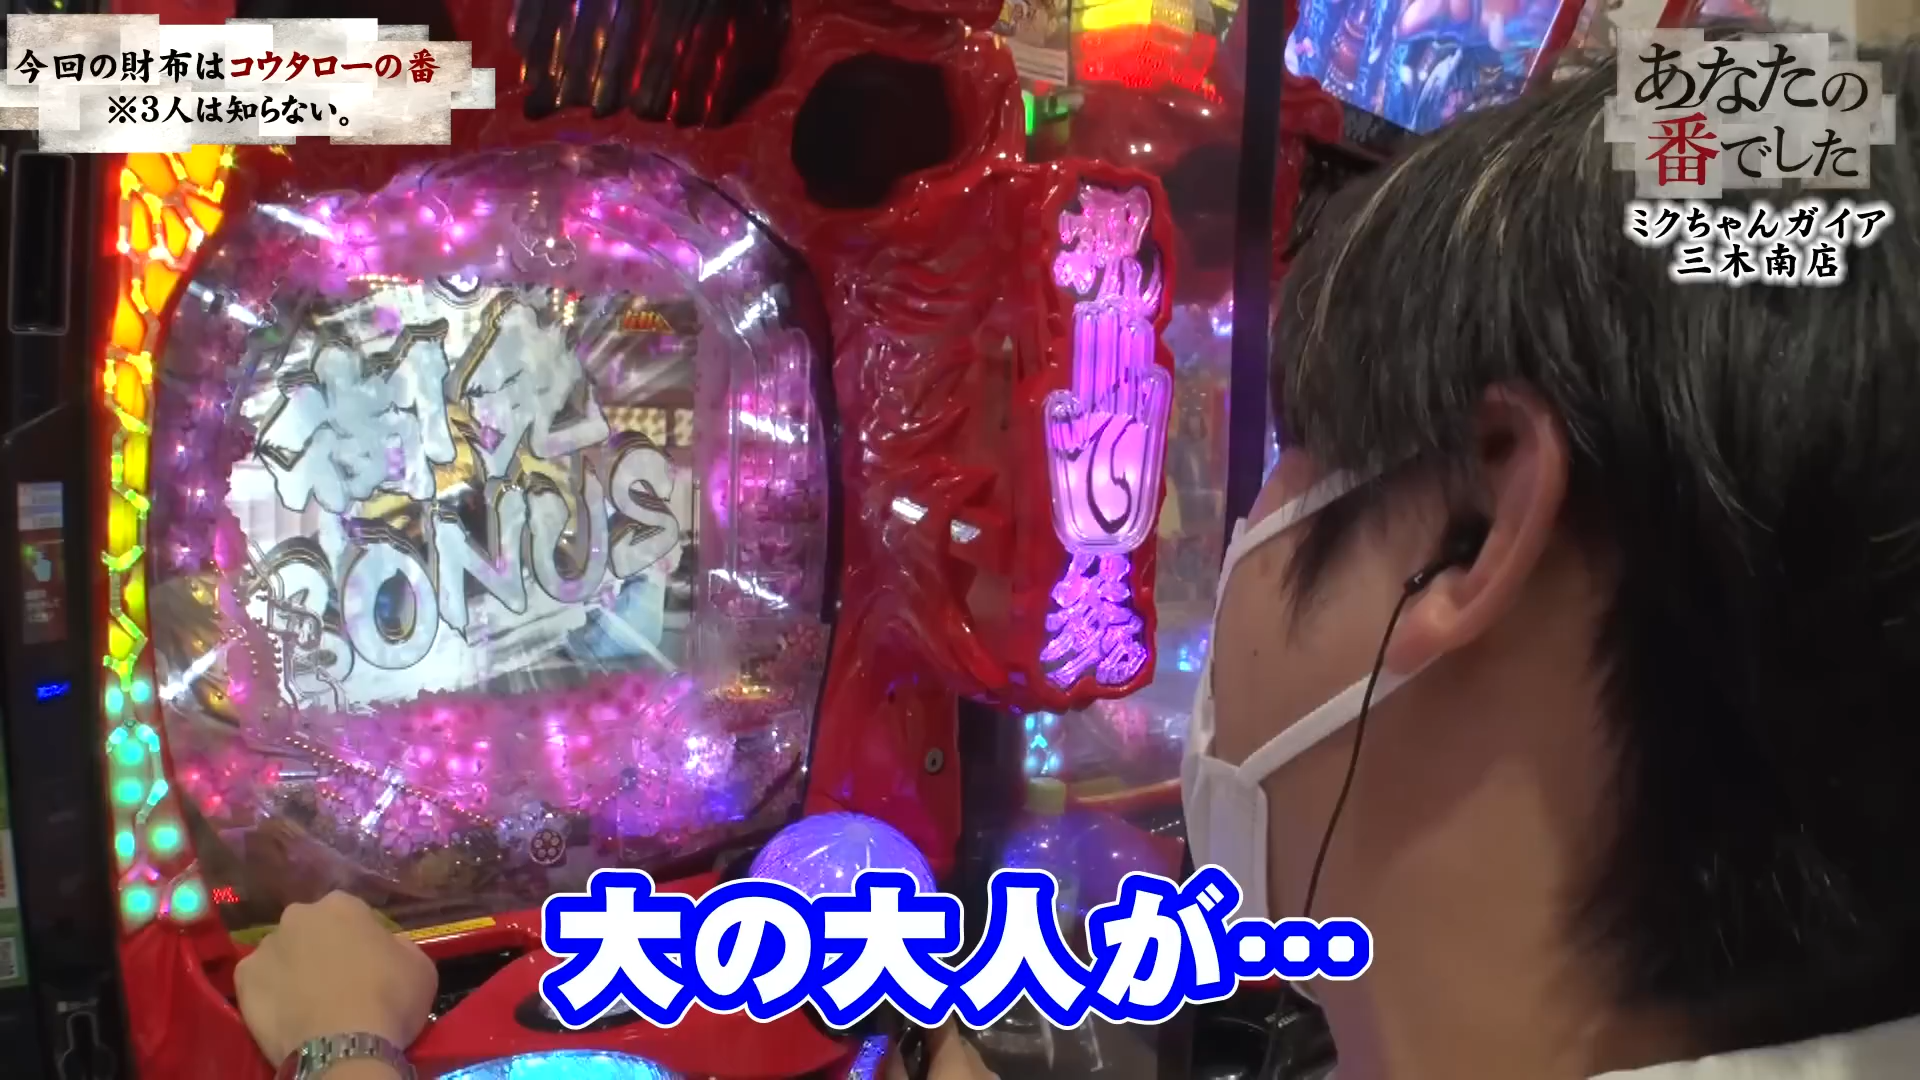 今回の財布はコウタローの番
※3人は知らない。
あなたの
番でした
ミクちゃんガイア
三木南店
BONUS
大の大人が…